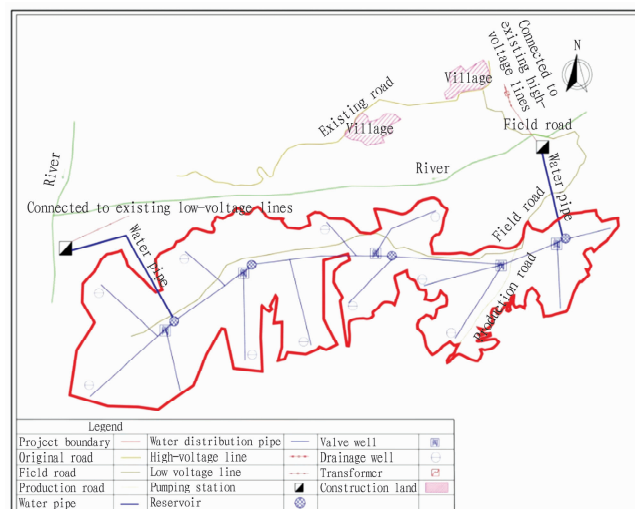 Connected to
existing high-
voltage lines
N
Village
Existing road
Village
Field road
River
River
Water pipe
Connected to existing low-voltage lines
Field road
Water pipe
Production road
Legend
Project boundary Water distribution pipe Valve well
Original road High-voltage line Drainage well
Field road Low voltage line Transformer
Production road Pumping station Construction land
Water pipe Reservoir